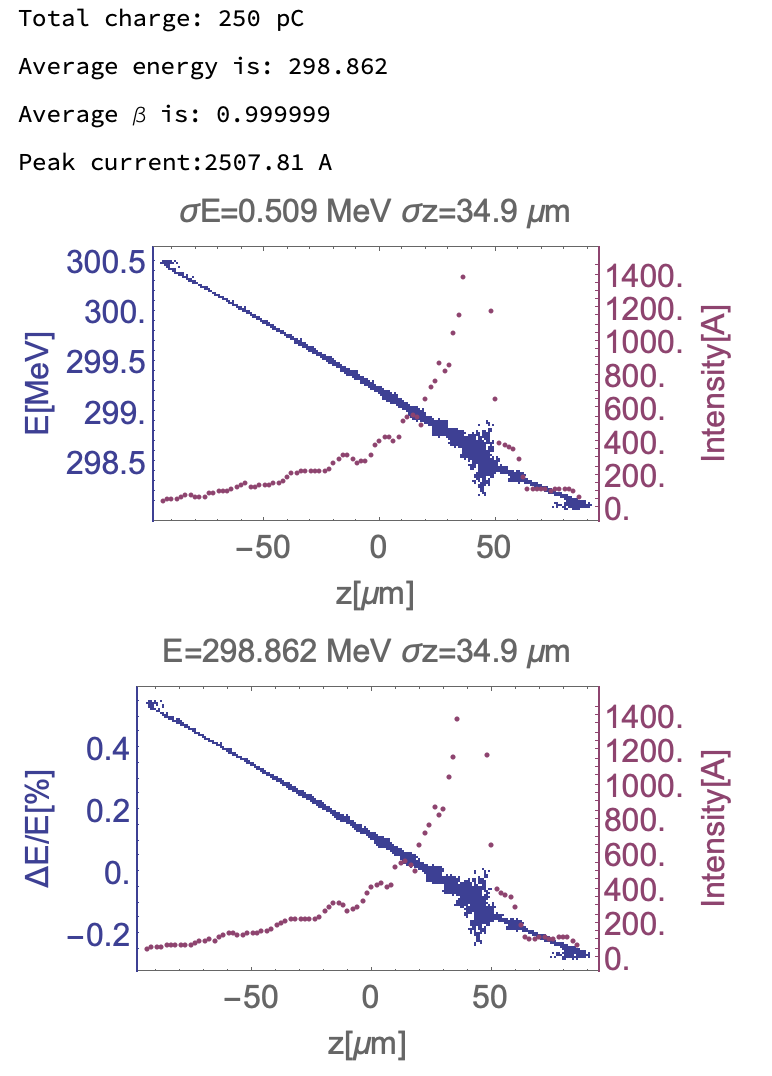 Total charge: 250 pC
Average energy is: 298.862
Average β is: 0.999999
Peak current:2507.81 A
σE=0.509 MeV σz=34.9 μm
300.5
300.
299.5
299.
298.5
E[MeV]
1400.
1200.
1000.
800.
600.
400.
200.
0.
Intensity[A]
−50 0 50
z[μm]
E=298.862 MeV σz=34.9 μm
0.4
0.2
0.
−0.2
ΔE/E[%]
1400.
1200.
1000.
800.
600.
400.
200.
0.
Intensity[A]
−50 0 50
z[μm]